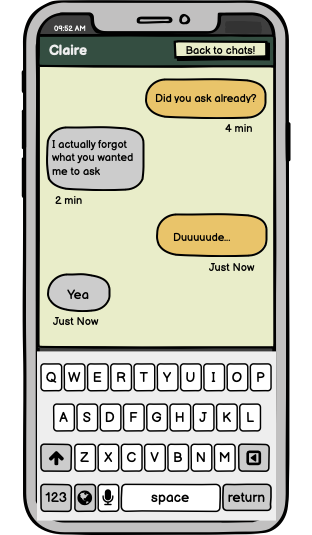 09:52 AM
Claire
Back to chats!
Did you ask already?
4 min
I actually forgot
what you wanted
me to ask
2 min
Duuuuude...
Just Now
Yea
Just Now
Q W E R T Y U I O P
A S D F G H J K L
Z X C V B N M
123 space return